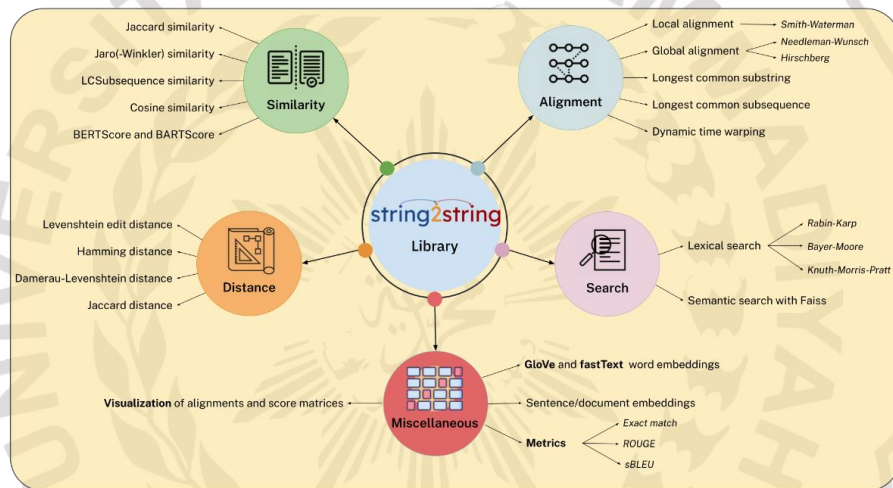 Jaccard similarity
Jaro(-Winkler) similarity
LCSubsequence similarity
Cosine similarity
BERTScore and BARTScore
Similarity
Local alignment
Smith-Waterman
Global alignment
Needleman-Wunsch
Hirschberg
Longest common substring
Longest common subsequence
Dynamic time warping
Alignment
string2string
Library
Levenshtein edit distance
Hamming distance
Damerau-Levenshtein distance
Jaccard distance
Distance
Search
Lexical search
Rabin-Karp
Bayer-Moore
Knuth-Morris-Pratt
Semantic search with Faiss
Miscellaneous
Visualization of alignments and score matrices
GloVe and fastText word embeddings
Sentence/document embeddings
Metrics
Exact match
ROUGE
sBLEU